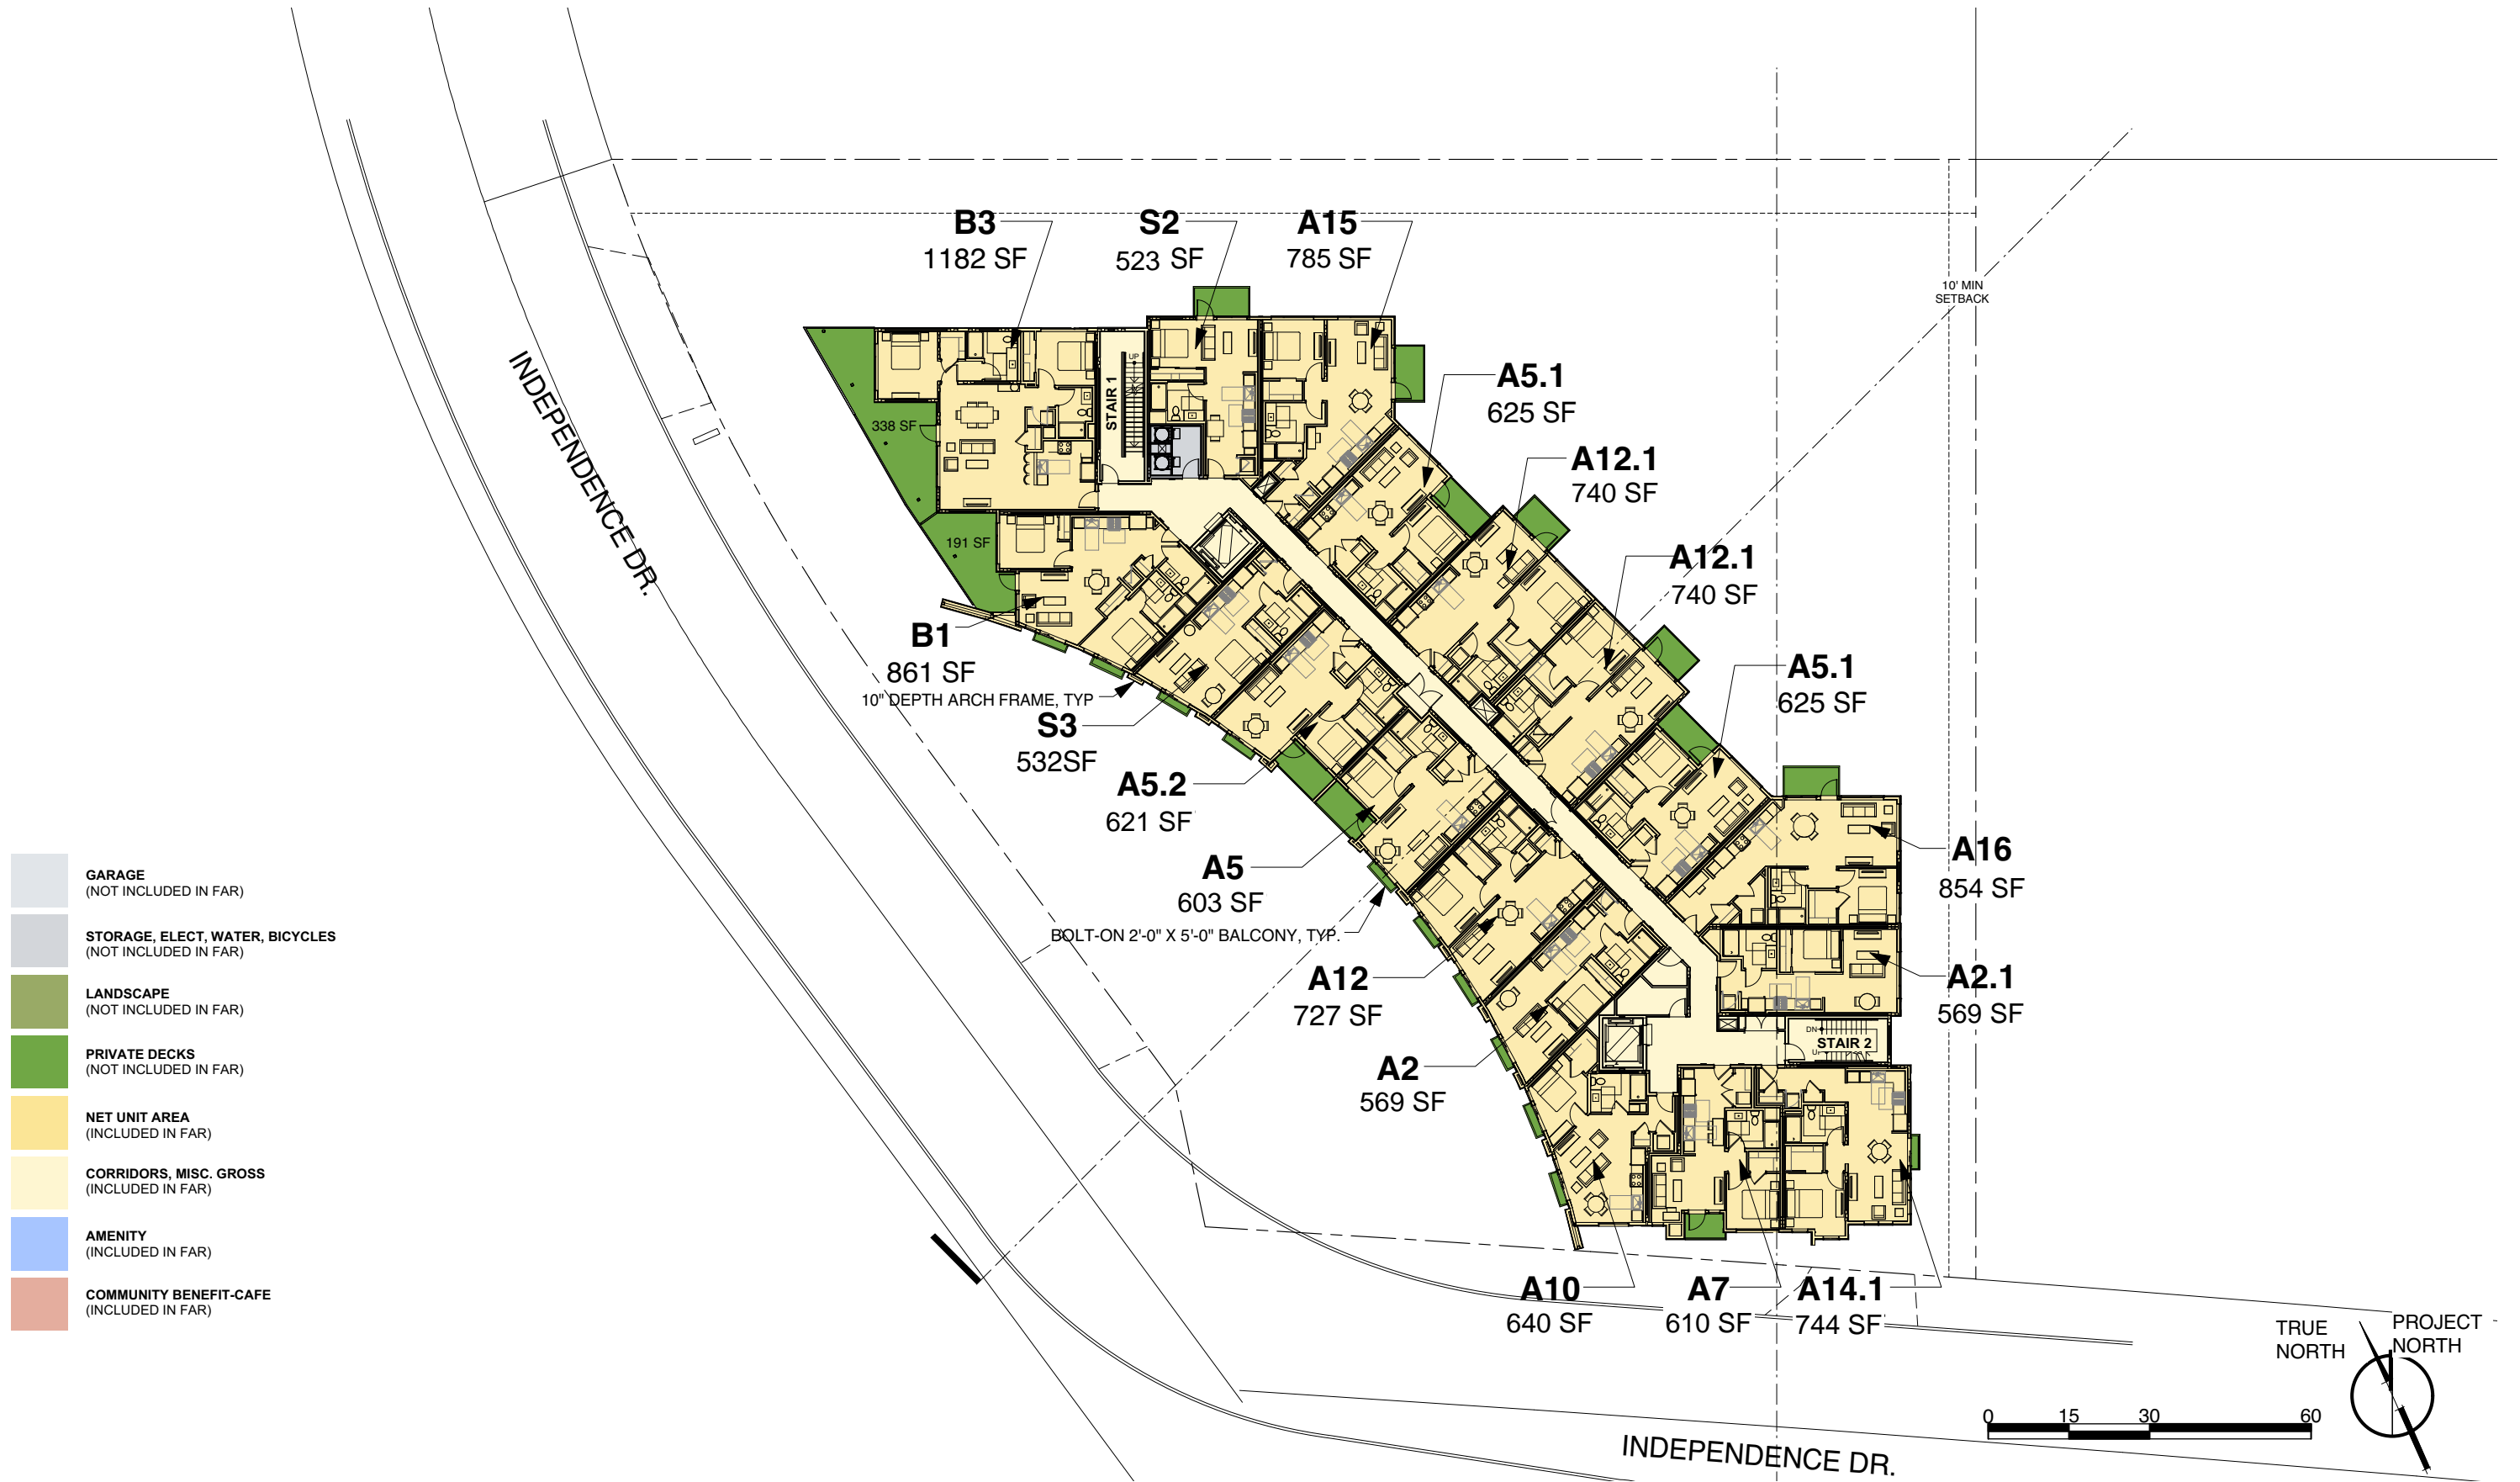 B3
1182 SF
S2
523 SF
A15
785 SF
10' MIN
SETBACK
A5.1
625 SF
INDEPENDENCE DR.
UP
STAIR 1
338 SF
A12.1
740 SF
191 SF
A12.1
740 SF
B1
861 SF
10" DEPTH ARCH FRAME, TYP
A5.1
625 SF
S3
532SF
A5.2
621 SF
A5
603 SF
A16
854 SF
BOLT-ON 2'-0" X 5'-0" BALCONY, TYP.
A12
727 SF
A2.1
569 SF
DN
STAIR 2
A2
569 SF
A10
640 SF
A7
610 SF
A14.1
744 SF
GARAGE
(NOT INCLUDED IN FAR)
STORAGE, ELECT, WATER, BICYCLES
(NOT INCLUDED IN FAR)
LANDSCAPE
(NOT INCLUDED IN FAR)
PRIVATE DECKS
(NOT INCLUDED IN FAR)
NET UNIT AREA
(INCLUDED IN FAR)
CORRIDORS, MISC. GROSS
(INCLUDED IN FAR)
AMENITY
(INCLUDED IN FAR)
COMMUNITY BENEFIT-CAFE
(INCLUDED IN FAR)
TRUE
NORTH
PROJECT
NORTH
0 15 30 60
INDEPENDENCE DR.